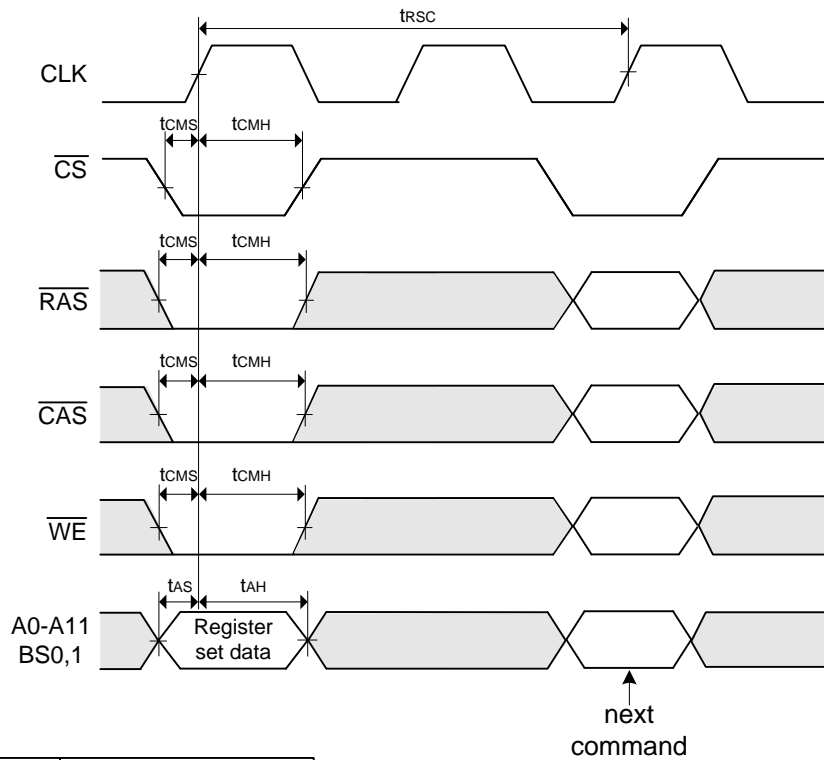 tRSC
CLK
tCMS tCMH
CS
tCMS tCMH
RAS
tCMS tCMH
CAS
tCMS tCMH
WE
tAS tAH
A0-A11
BS0,1
Register
set data
next
command